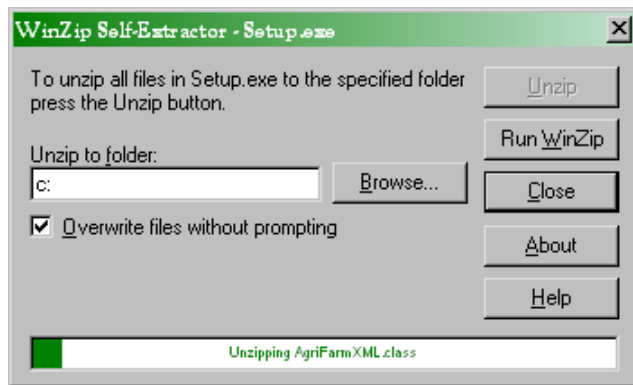 WinZip Self-Extractor - Setup.exe
To unzip all files in Setup.exe to the specified folder
press the Unzip button.
Unzip to folder:
c:
Browse...
Overwrite files without prompting
Unzip
Run WinZip
Close
About
Help
Unzipping AgriFarmXML.class